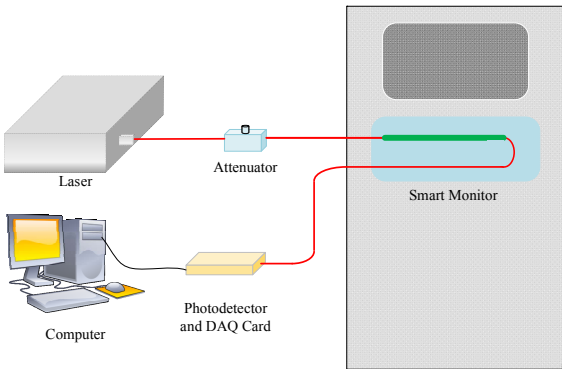 Laser
Attenuator
Smart Monitor
Computer
Photodetector
and DAQ Card